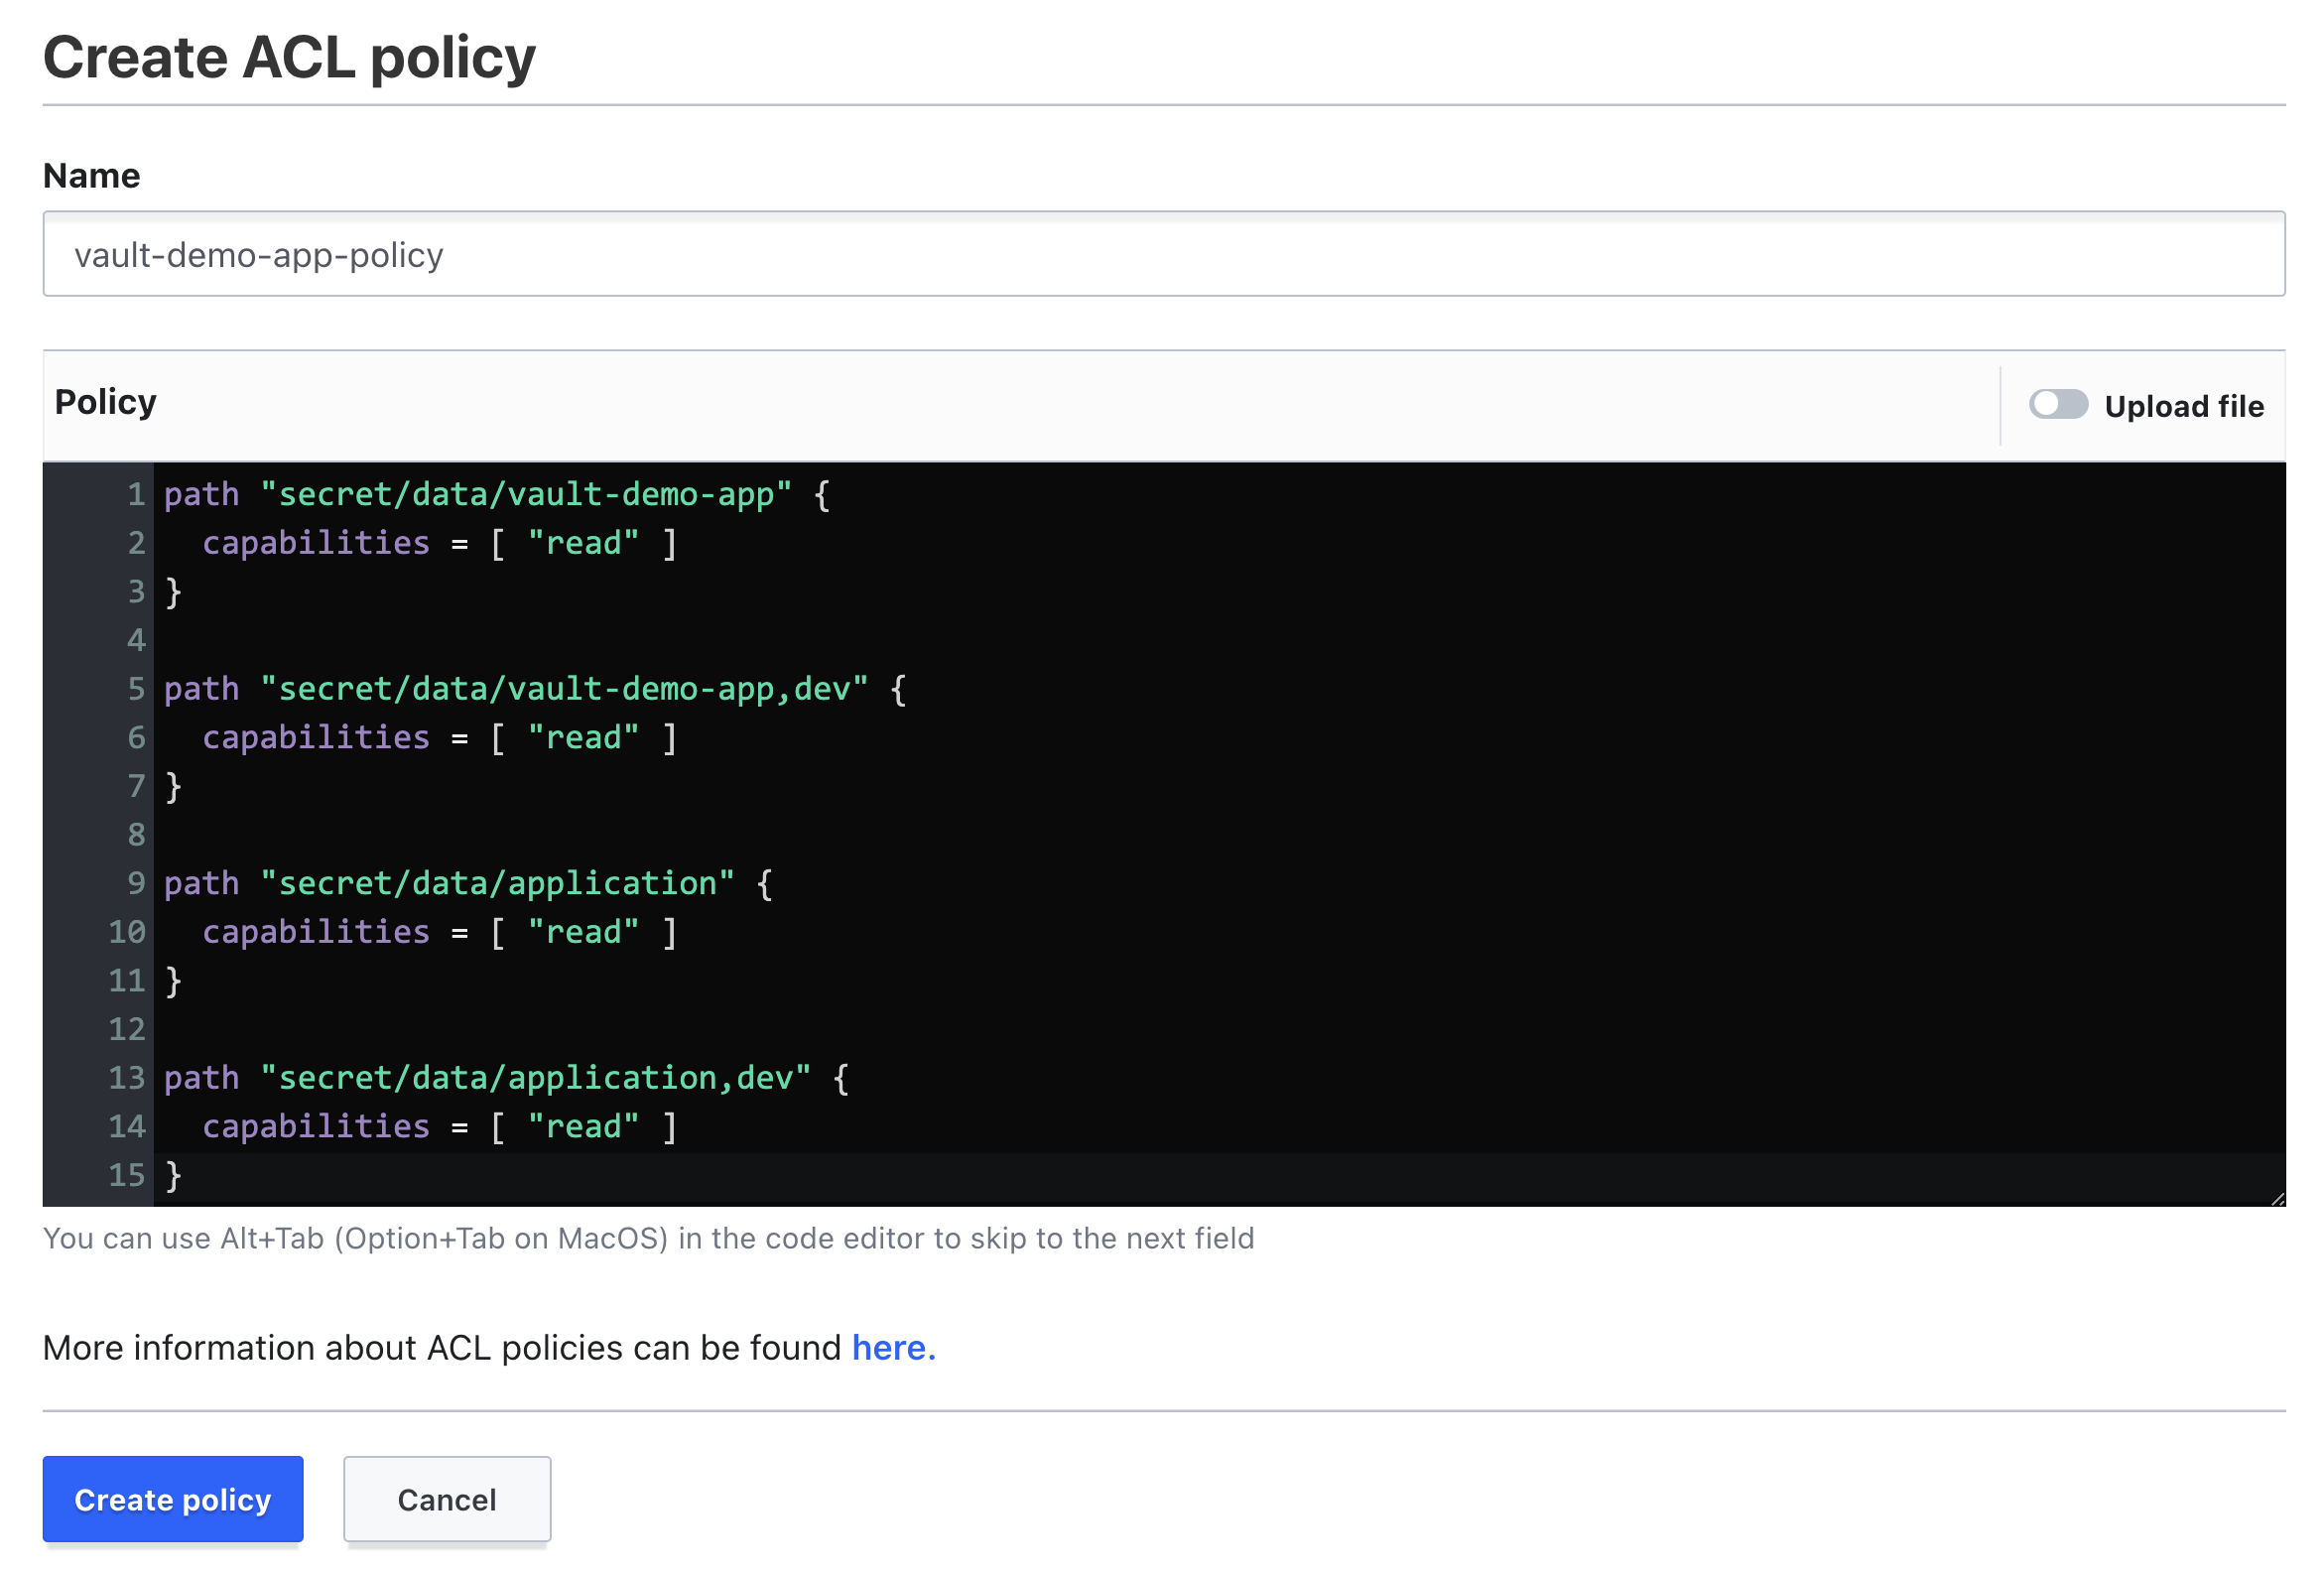 Create ACL policy
Name
vault-demo-app-policy
Policy
Upload file
1 path "secret/data/vault-demo-app" {
2   capabilities = [ "read" ]
3 }
4
5 path "secret/data/vault-demo-app,dev" {
6   capabilities = [ "read" ]
7 }
8
9 path "secret/data/application" {
10   capabilities = [ "read" ]
11 }
12
13 path "secret/data/application,dev" {
14   capabilities = [ "read" ]
15 }
You can use Alt+Tab (Option+Tab on MacOS) in the code editor to skip to the next field
More information about ACL policies can be found here.
Create policy
Cancel